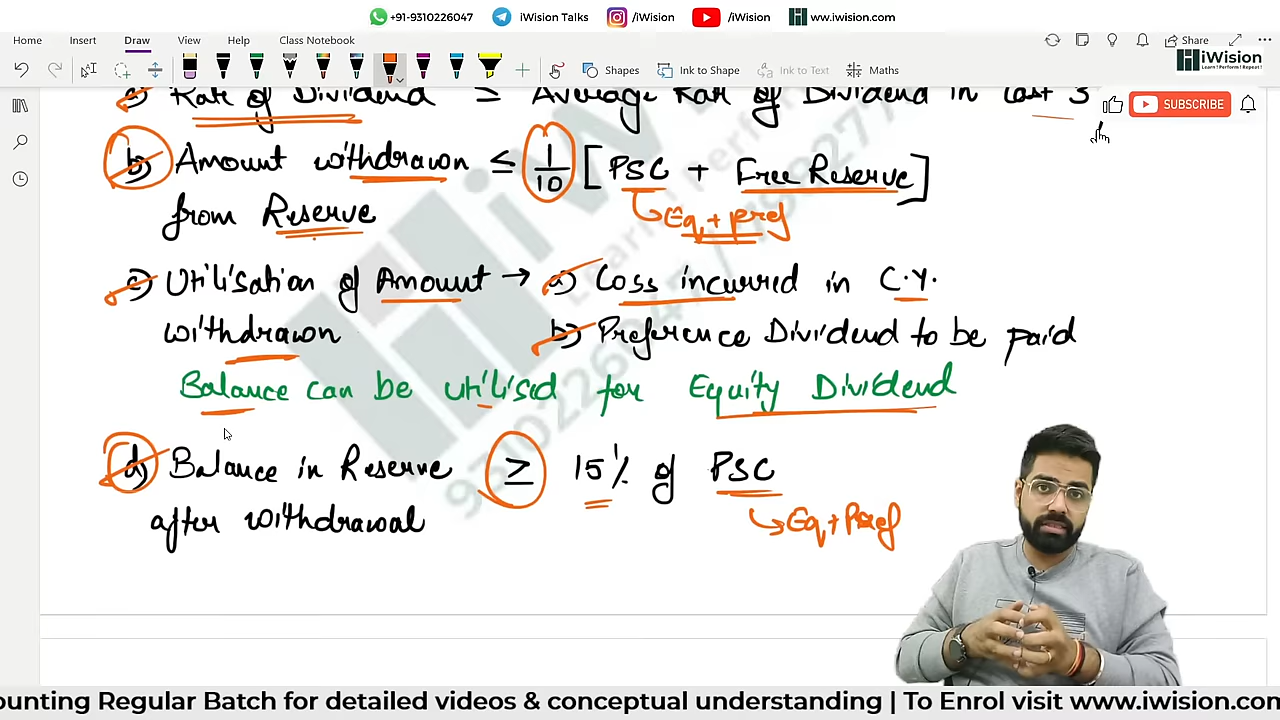 +91-9310226047 iWision Talks /iWision /iWision ww.iwision.com
Home Insert Draw View Help Class Notebook Share
Shapes Ink to Shape Ink to Text Maths
iWision
Learn ! Perform ! Repeat !
SUBSCRIBE
a) Rate of Dividend ≤ Average Rate of Dividend in last 3
b) Amount withdrawn ≤ 1/10 [PSC + Free Reserve]
from Reserve
Eq + pref
c) Utilisation of Amount → a) Loss incurred in C.Y.
withdrawn b) Preference Dividend to be paid
Balance can be utilised for Equity Dividend
d) Balance in Reserve ≥ 15% of PSC
after withdrawal
Eq + Pref
ounting Regular Batch for detailed videos & conceptual understanding | To Enrol visit www.iwision.con